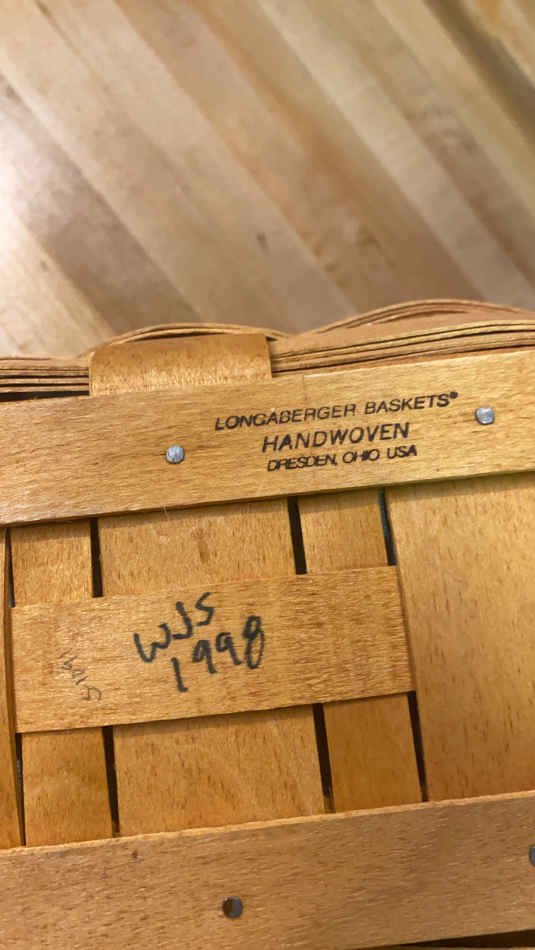 LONGABERGER BASKETS®
HANDWOVEN
DRESDEN, OHIO USA
WJS
1998